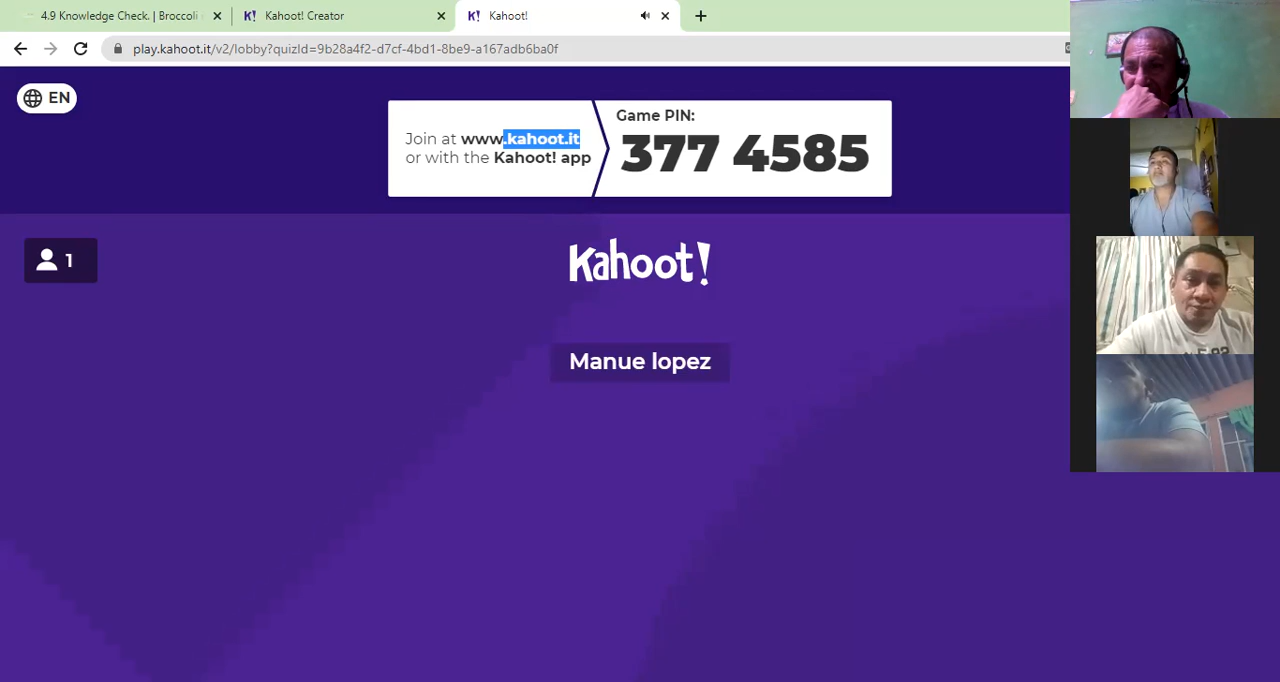 4.9 Knowledge Check. | Broccoli
Kahoot! Creator
Kahoot!
play.kahoot.it/v2/lobby?quizId=9b28a4f2-d7cf-4bd1-8be9-a167adb6ba0f
EN
Join at www.kahoot.it
or with the Kahoot! app
Game PIN:
377 4585
1
Kahoot!
Manue lopez